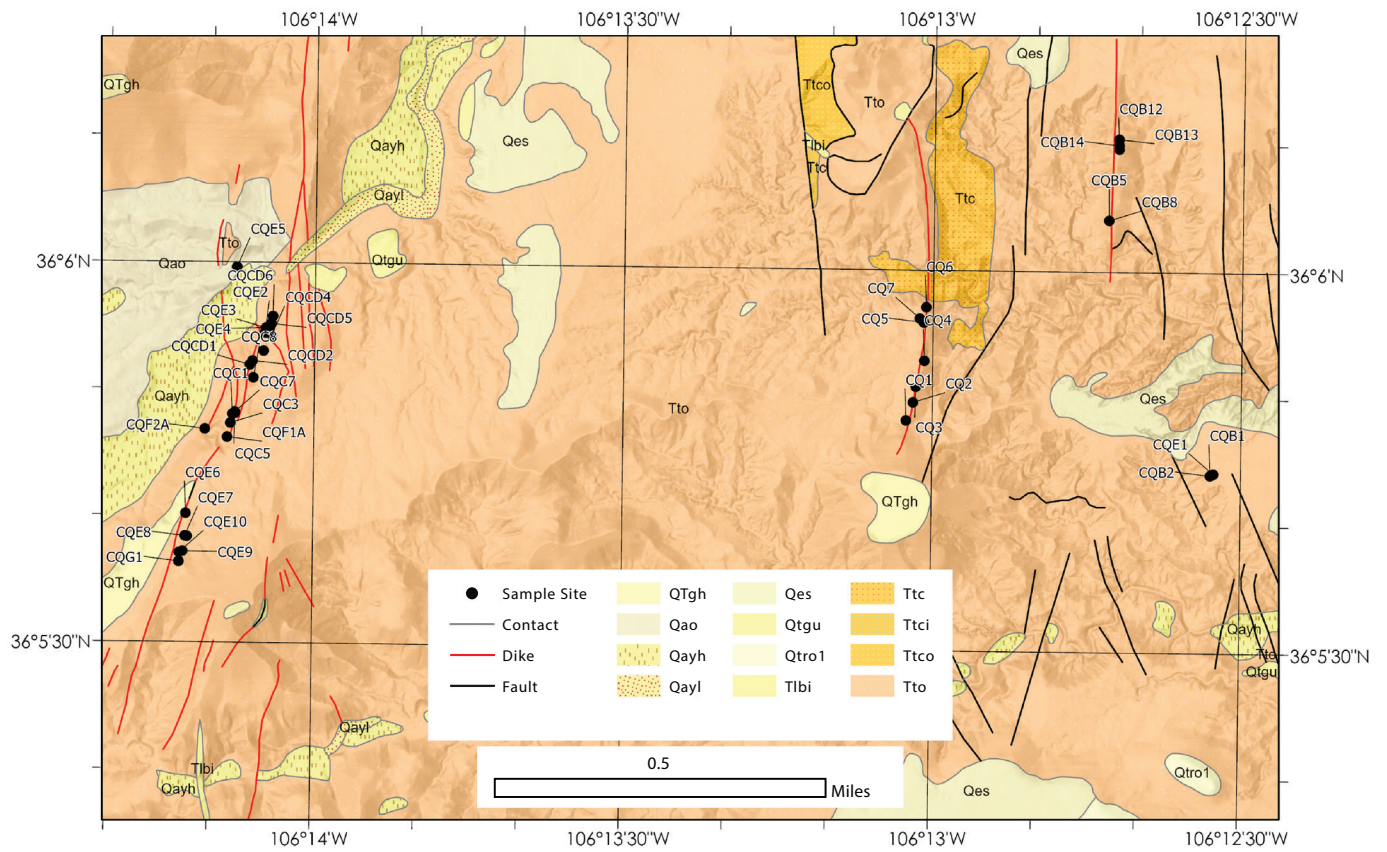 106°14'W 106°13'30"W 106°13'W 106°12'30"W
QTgh
Qes
Ttco
Tto
Qes
CQB12
CQB13
CQB14
Qayh
Qes
Tlbi
Ttc
Qayl
Ttc
CQB5
CQB8
Tto
CQE5
Qao
Qtgu
36°6'N
36°6'N
CQCD6
CQE2
CQCD4
CQE3
CQCD5
CQE4
CQC8
CQCD1
CQCD2
CQC1
CQC7
CQC3
CQF2A
CQF1A
CQC5
CQ6
CQ7
CQ5
CQ4
CQ1
CQ2
CQ3
Qayh
Tto
Qes
CQE1
CQB1
CQB2
CQE6
CQE7
CQE8
CQE10
CQE9
CQG1
QTgh
QTgh
36°5'30"N
36°5'30"N
Qayh
Tto
Qtgu
Sample Site QTgh Qes Ttc
Contact Qao Qtgu Ttci
Dike Qayh Qtro1 Ttco
Fault Qayl Tlbi Tto
0.5
Miles
Qayl
Tlbi
Qayh
Qtro1
Qes
106°14'W 106°13'30"W 106°13'W 106°12'30"W